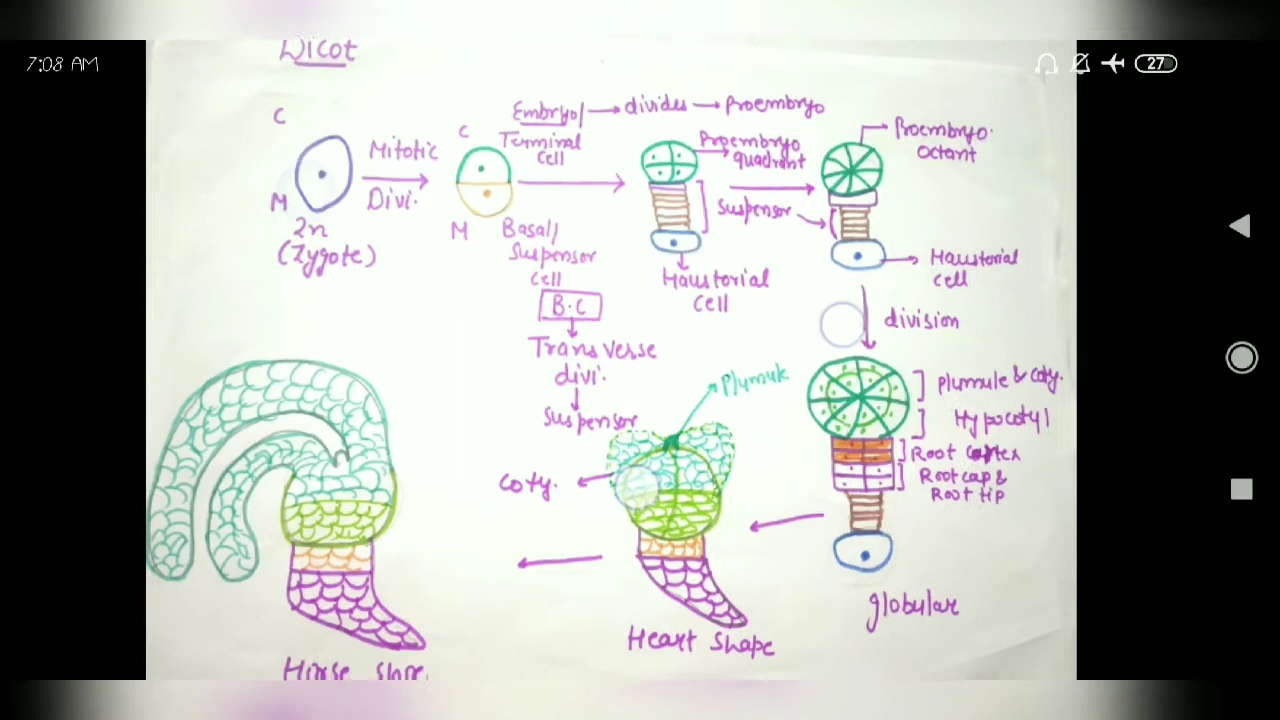 7:08 AM
27
Dicot
C
M
2n
(Zygote)
Mitotic
Divi.
C
M
Embryo/ → divides → Proembryo
Terminal
Cell
Basal/
Suspensor
Cell
B.C
Transverse
divi.
Suspensor
Proembryo
quadrant
Suspensor
Haustorial
Cell
Proembryo
Octant
Haustorial
Cell
division
Plumule & Coty.
Hypocotyl
Root Cortex
Root cap &
Root tip
globular
Plumule
Coty.
Heart shape